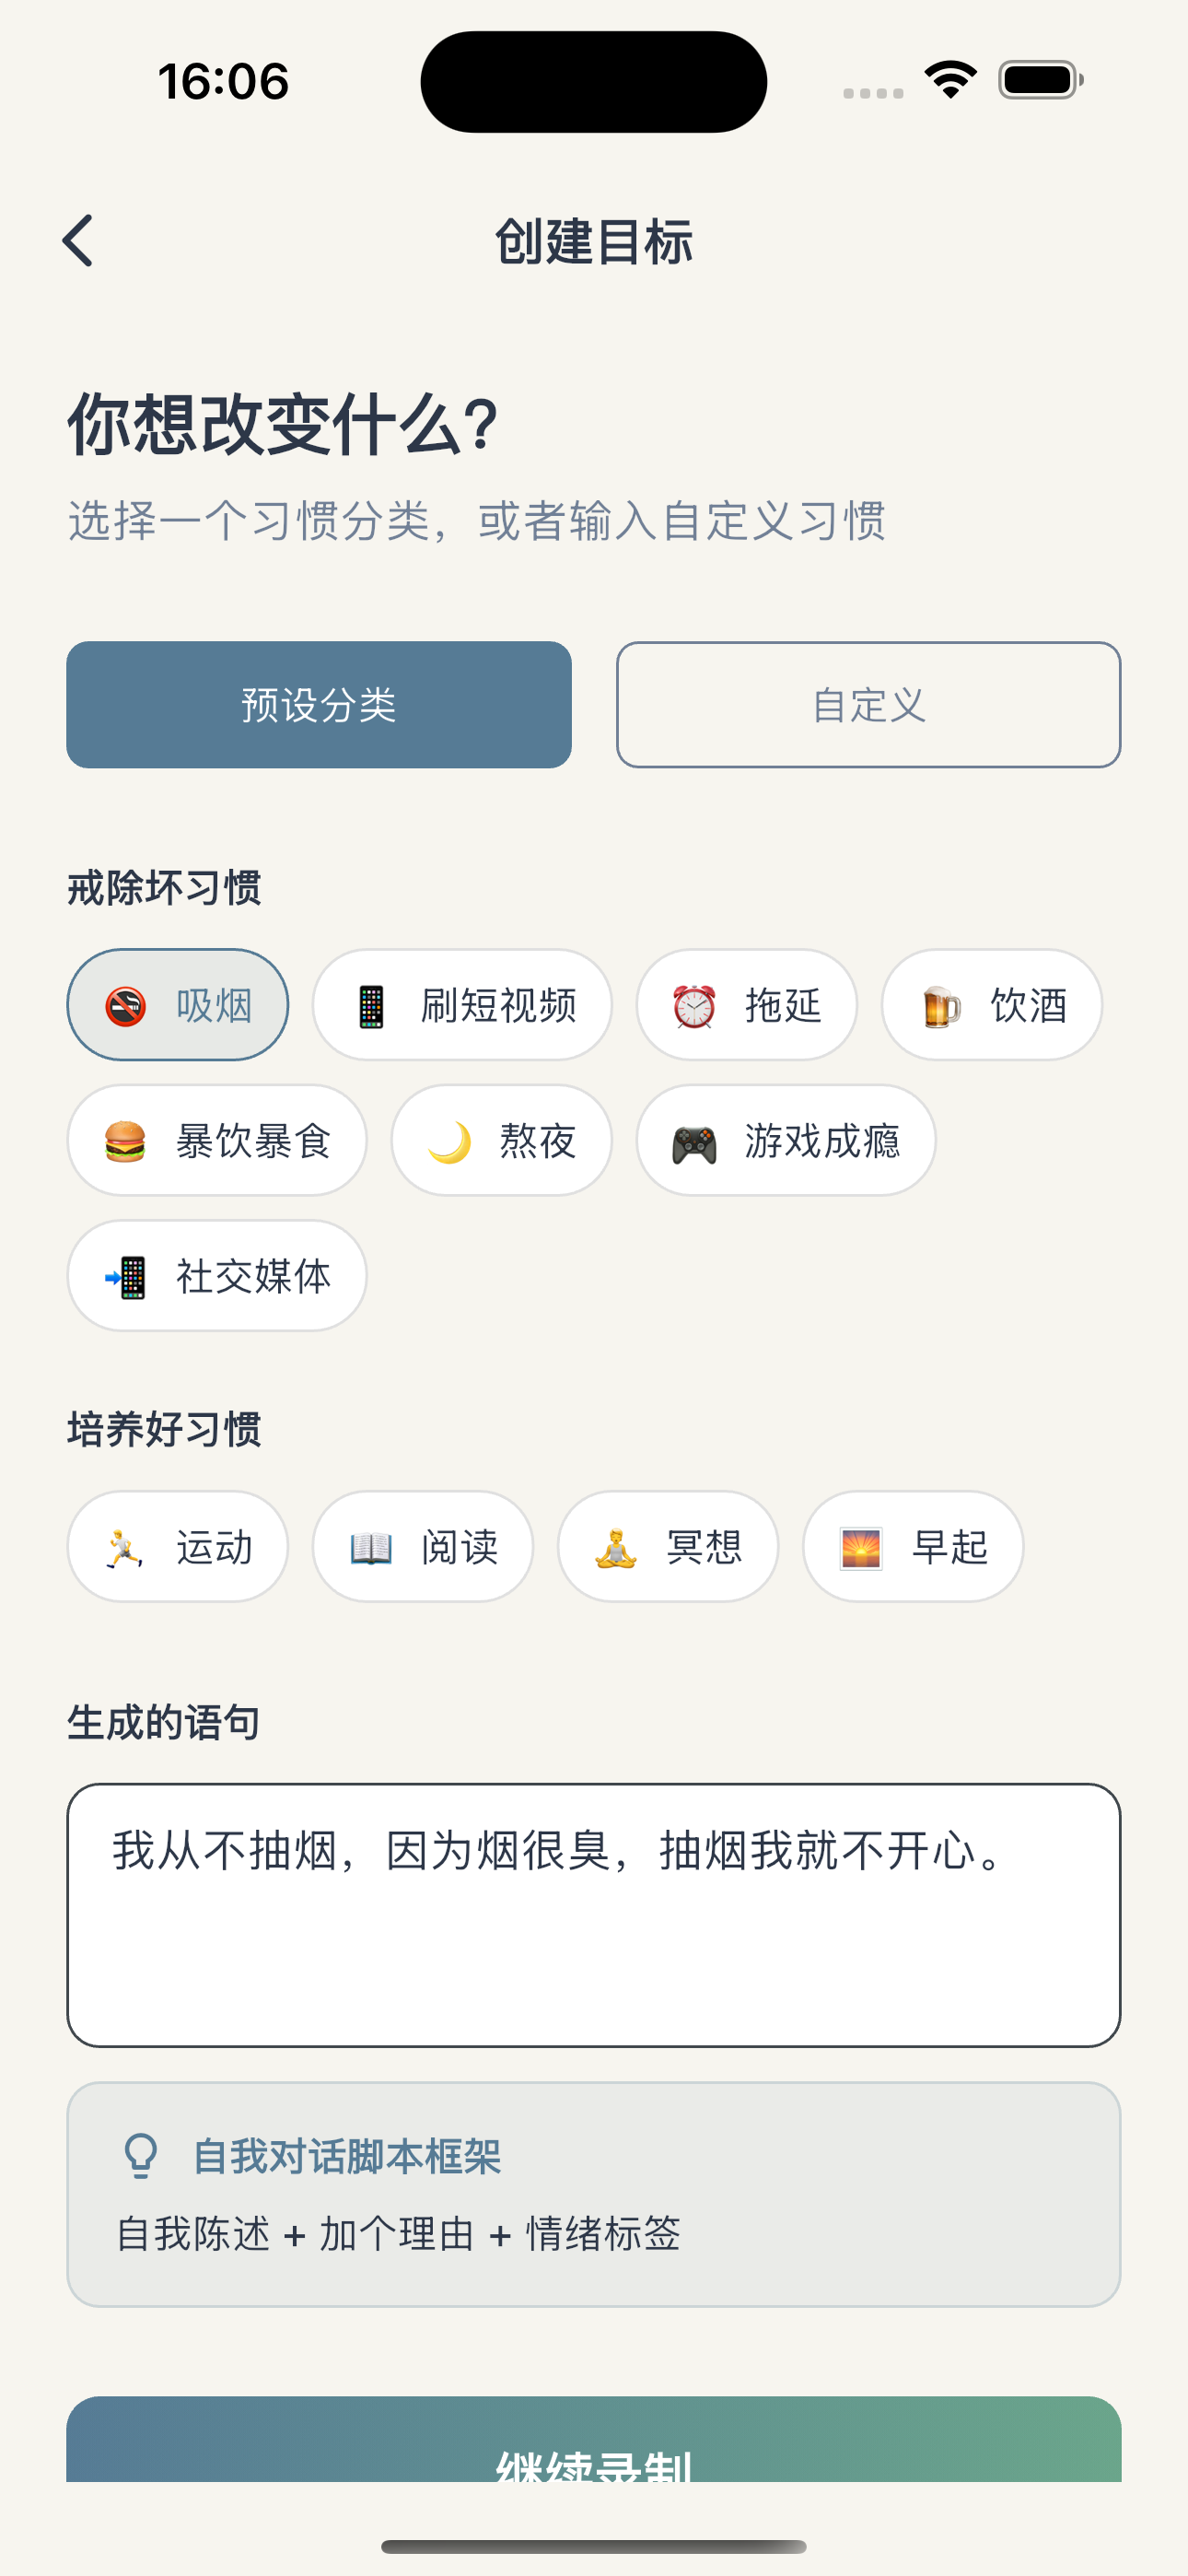 16:06
创建目标
你想改变什么?
选择一个习惯分类，或者输入自定义习惯
预设分类
自定义
戒除坏习惯
吸烟
刷短视频
拖延
饮酒
暴饮暴食
熬夜
游戏成瘾
社交媒体
培养好习惯
运动
阅读
冥想
早起
生成的语句
我从不抽烟，因为烟很臭，抽烟我就不开心。
自我对话脚本框架
自我陈述 + 加个理由 + 情绪标签
继续录制